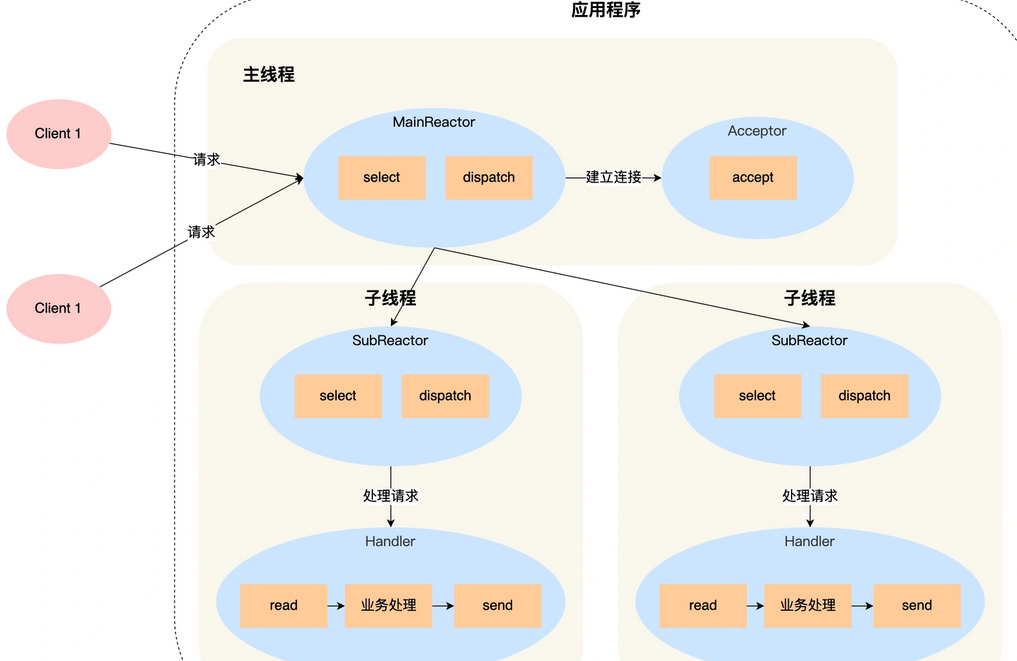 应用程序
主线程
MainReactor
Acceptor
Client 1
请求
select
dispatch
建立连接
accept
请求
Client 1
子线程
子线程
SubReactor
SubReactor
select
dispatch
select
dispatch
处理请求
处理请求
Handler
Handler
read
业务处理
send
read
业务处理
send